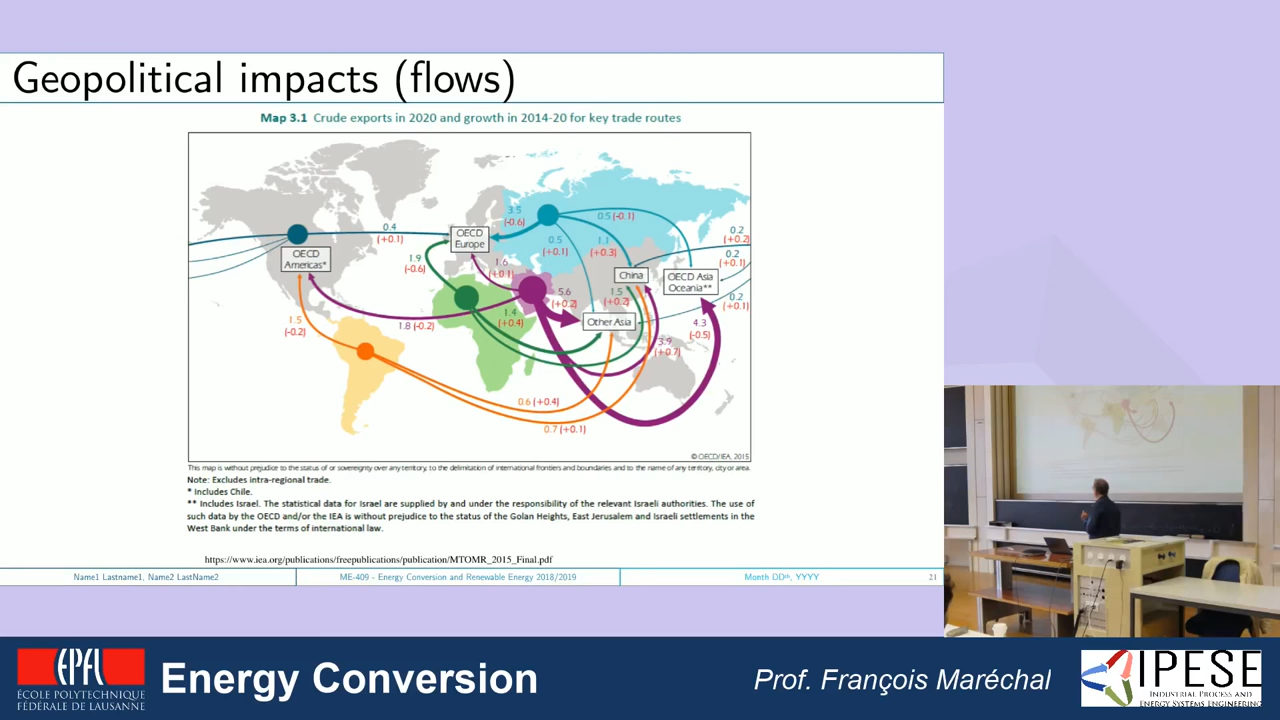 Geopolitical impacts (flows)
Map 3.1 Crude exports in 2020 and growth in 2014-20 for key trade routes
3.5
(-0.6)
0.5 (-0.1)
0.4
(+0.1)
OECD
Europe
0.5
(+0.1)
1.1
(+0.3)
0.2
(+0.2)
OECD
Americas*
1.9
(-0.6)
1.6
(+0.1)
China
OECD Asia
Oceania**
0.2
(+0.1)
5.6
(+0.2)
1.5
(+0.2)
0.2
(+0.1)
1.5
(-0.2)
1.8 (-0.2)
1.4
(+0.4)
Other Asia
4.3
(-0.5)
3.9
(+0.7)
0.6 (+0.4)
0.7 (+0.1)
© OECD/IEA, 2015
This map is without prejudice to the status of or sovereignty over any territory, to the delimitation of international frontiers and boundaries and to the name of any territory, city or area.
Note: Excludes intra-regional trade.
* Includes Chile.
** Includes Israel. The statistical data for Israel are supplied by and under the responsibility of the relevant Israeli authorities. The use of
such data by the OECD and/or the IEA is without prejudice to the status of the Golan Heights, East Jerusalem and Israeli settlements in the
West Bank under the terms of international law.
https://www.iea.org/publications/freepublications/publication/MTOMR_2015_Final.pdf
Name1 Lastname1, Name2 LastName2
ME-409 - Energy Conversion and Renewable Energy 2018/2019
Month DDth, YYYY
21
EPFL
ÉCOLE POLYTECHNIQUE
FÉDÉRALE DE LAUSANNE
Energy Conversion
Prof. François Maréchal
IPESE
Industrial Process and
Energy Systems Engineering